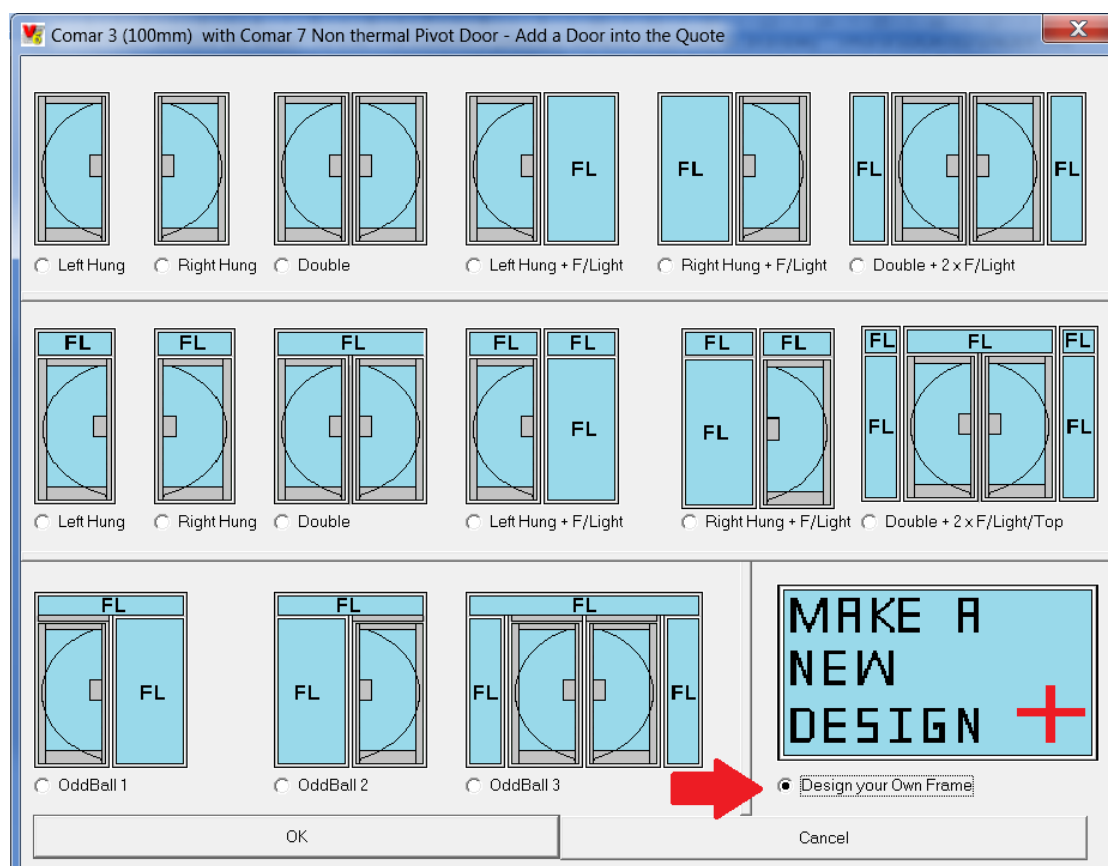 Comar 3 (100mm)  with Comar 7 Non thermal Pivot Door - Add a Door into the Quote
FL FL FL FL
Left Hung Right Hung Double Left Hung + F/Light Right Hung + F/Light Double + 2 x F/Light
FL FL FL FL FL FL FL FL FL FL
FL FL FL FL
Left Hung Right Hung Double Left Hung + F/Light Right Hung + F/Light Double + 2 x F/Light/Top
FL FL FL
FL FL FL FL
MAKE A
NEW
DESIGN
OddBall 1 OddBall 2 OddBall 3 Design your Own Frame
OK Cancel